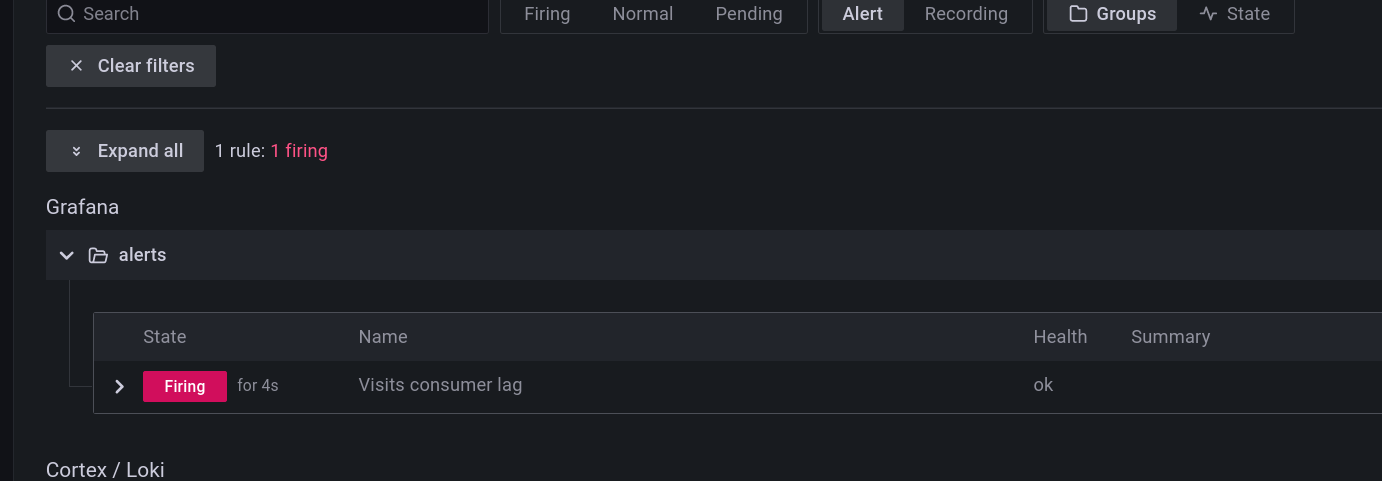 Search Firing Normal Pending Alert Recording Groups State
Clear filters
Expand all 1 rule: 1 firing
Grafana
alerts
State Name Health Summary
Firing for 4s Visits consumer lag ok
Cortex / Loki